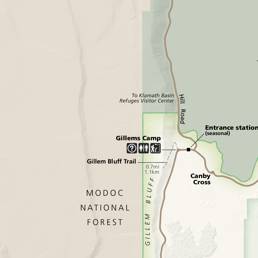 To Klamath Basin
Refuges Visitor Center
Hill Road
Entrance station
(seasonal)
Gillems Camp
Gillem Bluff Trail
0.7mi
1.1km
Canby
Cross
MODOC
NATIONAL
FOREST
GILLEM BLUFF